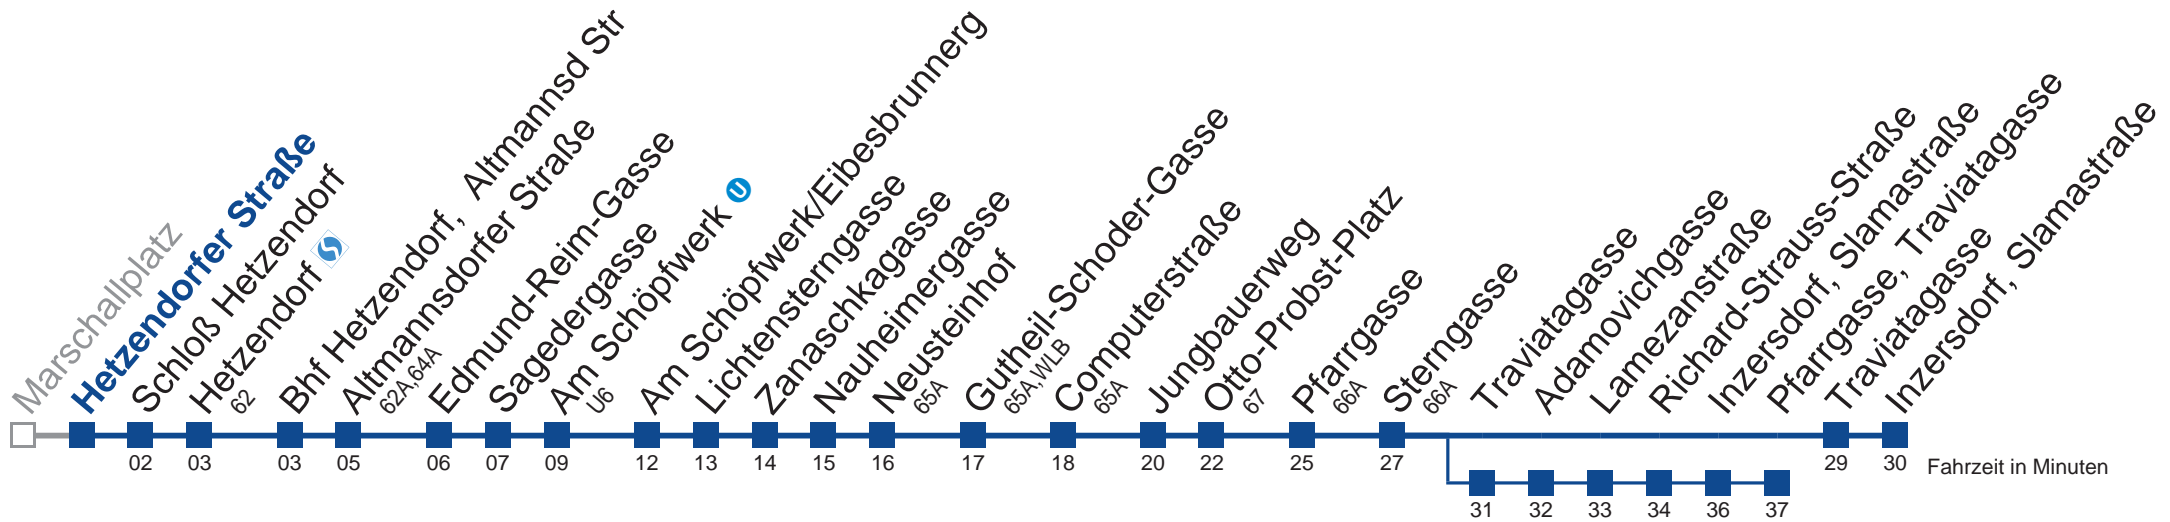 Marschallplatz
Hetzendorfer Straße
Schloß Hetzendorf
Hetzendorf
62
Bhf Hetzendorf, Altmannsd Str
Altmannsdorfer Straße
62A,64A
Edmund-Reim-Gasse
Sagedergasse
Am Schöpfwerk U
U6
Am Schöpfwerk/Eibesbrunnerg
Lichtensterngasse
Zanaschkagasse
Nauheimergasse
Neusteinhof
65A
Gutheil-Schoder-Gasse
65A,WLB
Computerstraße
65A
Jungbauerweg
Otto-Probst-Platz
67
Pfarrgasse
66A
Sterngasse
66A
Traviatagasse
Adamovichgasse
Lamezanstraße
Richard-Strauss-Straße
Inzersdorf, Slamastraße
Pfarrgasse, Traviatagasse
Traviatagasse
Inzersdorf, Slamastraße
02 03 03 05 06 07 09 12 13 14 15 16 17 18 20 22 25 27 29 30 Fahrzeit in Minuten
31 32 33 34 36 37